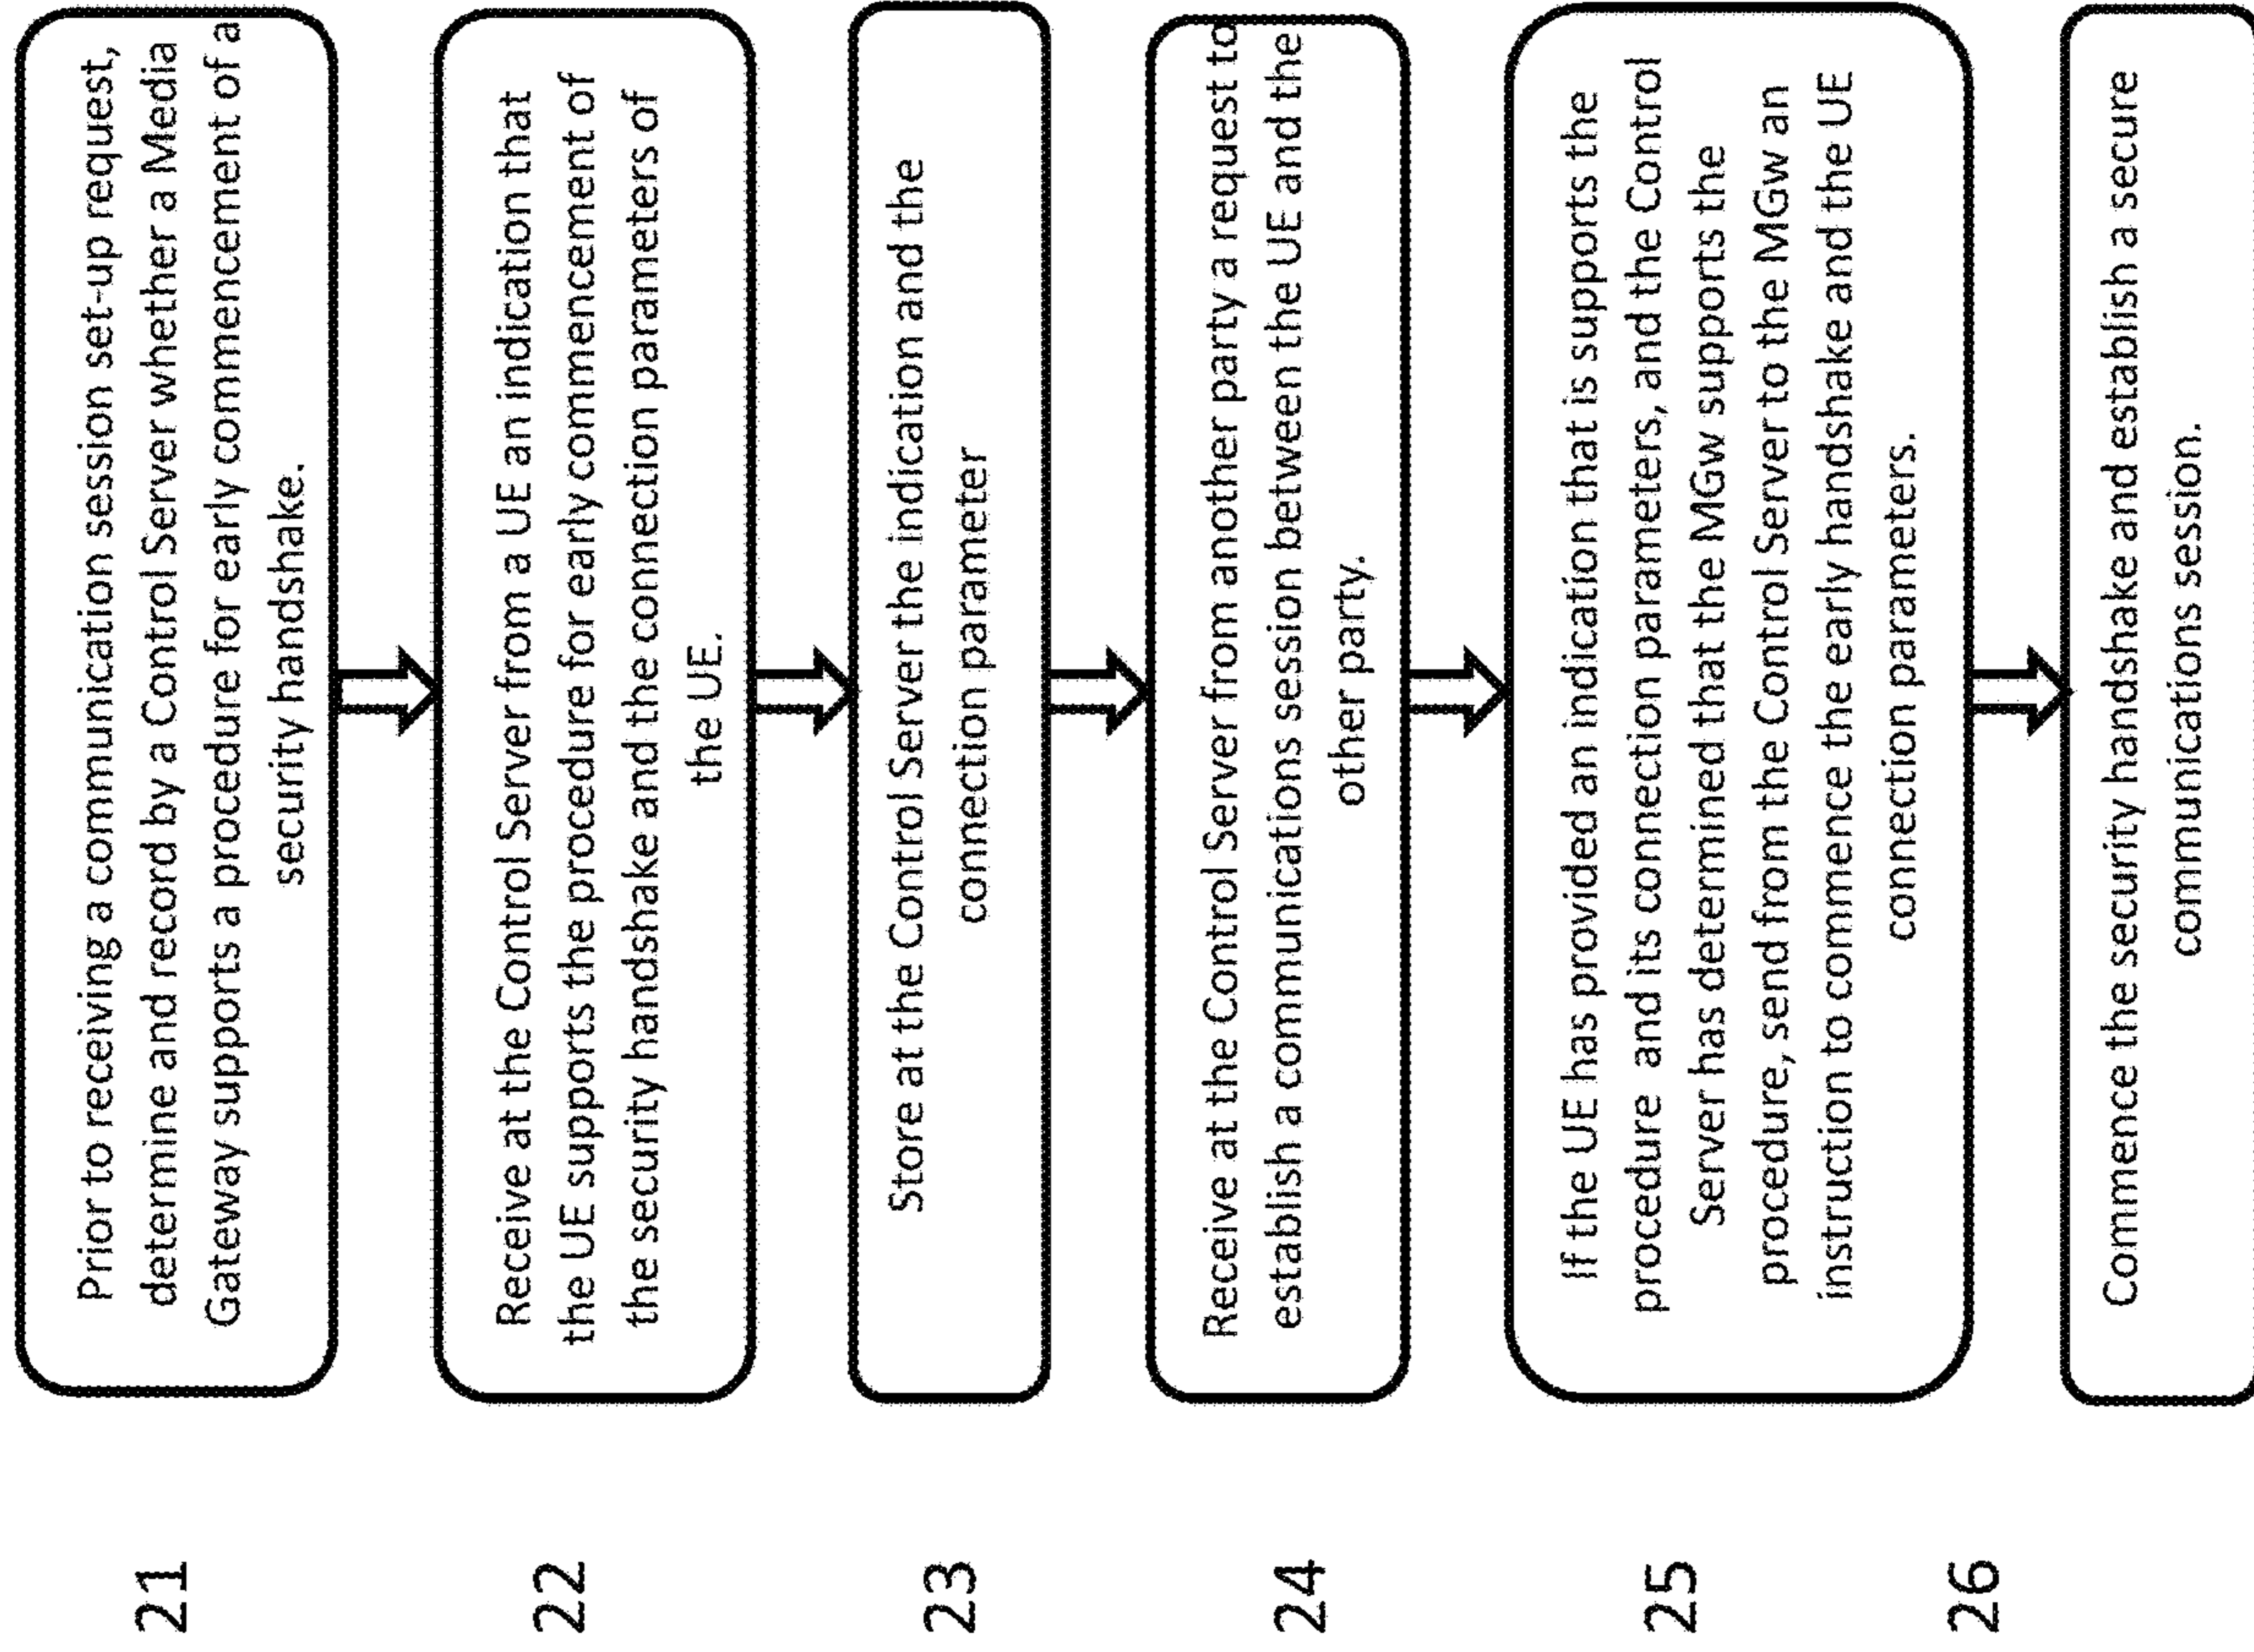 21
Prior to receiving a communication session set-up request,
determine and record by a Control Server whether a Media
Gateway supports a procedure for early commencement of a
security handshake.
22
Receive at the Control Server from a UE an indication that
the UE supports the procedure for early commencement of
the security handshake and the connection parameters of
the UE.
23
Store at the Control Server the indication and the
connection parameter
24
Receive at the Control Server from another party a request to
establish a communications session between the UE and the
other party.
25
If the UE has provided an indication that is supports the
procedure and its connection parameters, and the Control
Server has determined that the MGw supports the
procedure, send from the Control Server to the MGw an
instruction to commence the early handshake and the UE
connection parameters.
26
Commence the security handshake and establish a secure
communications session.